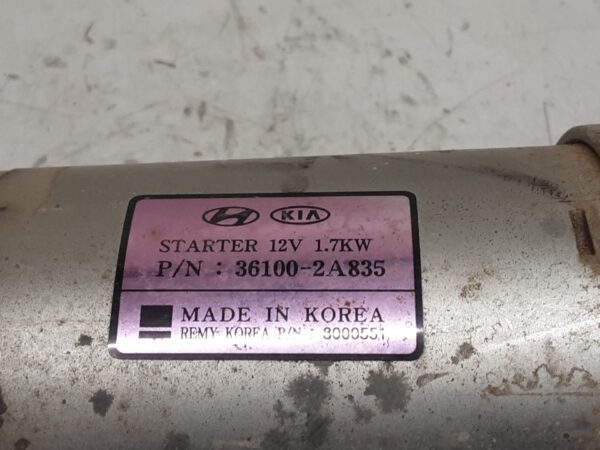 KIA
STARTER 12V 1.7KW
P/N : 36100-2A835
MADE IN KOREA
REMY KOREA P/N : 3000551